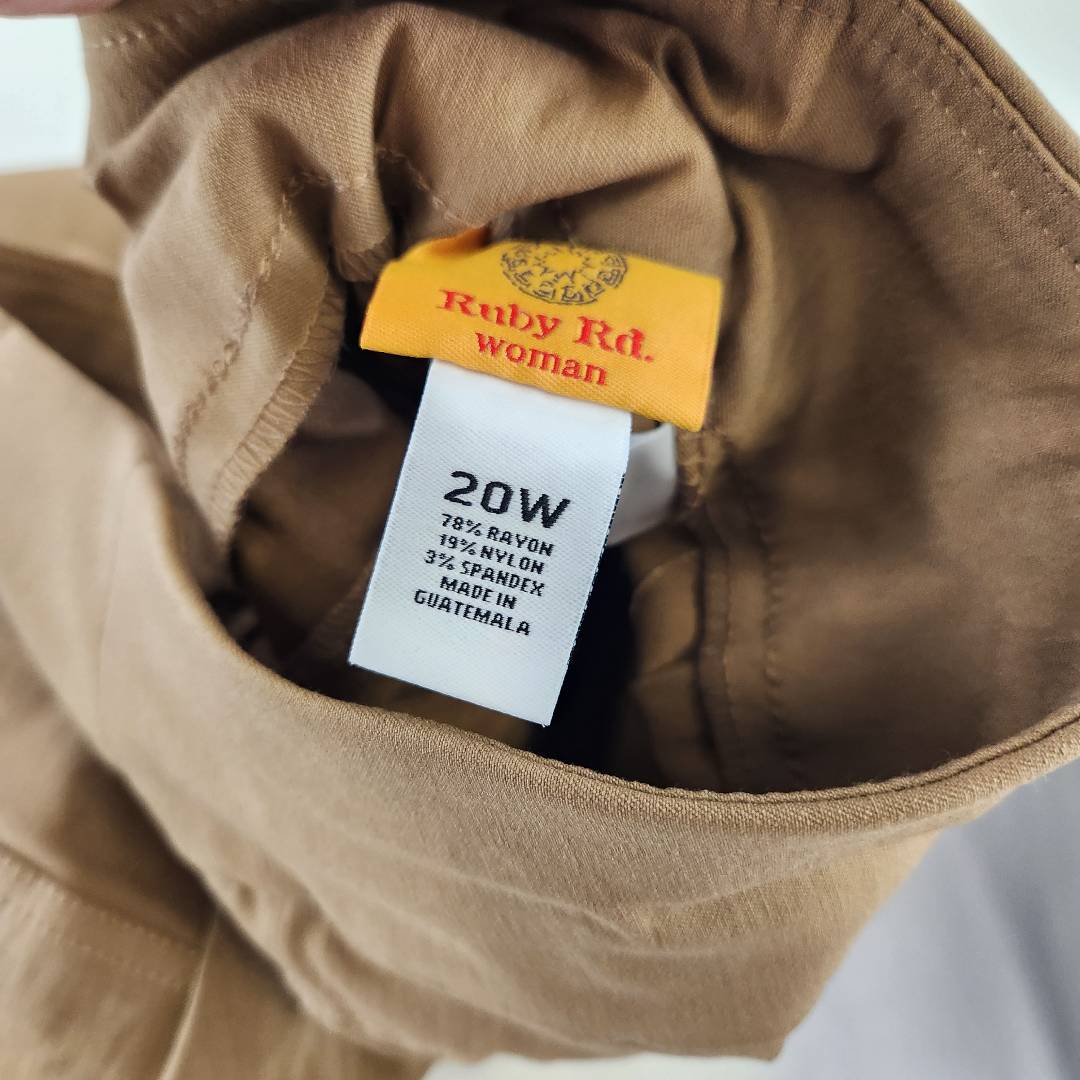 Ruby Rd.
woman
20W
78% RAYON
19% NYLON
3% SPANDEX
MADE IN
GUATEMALA